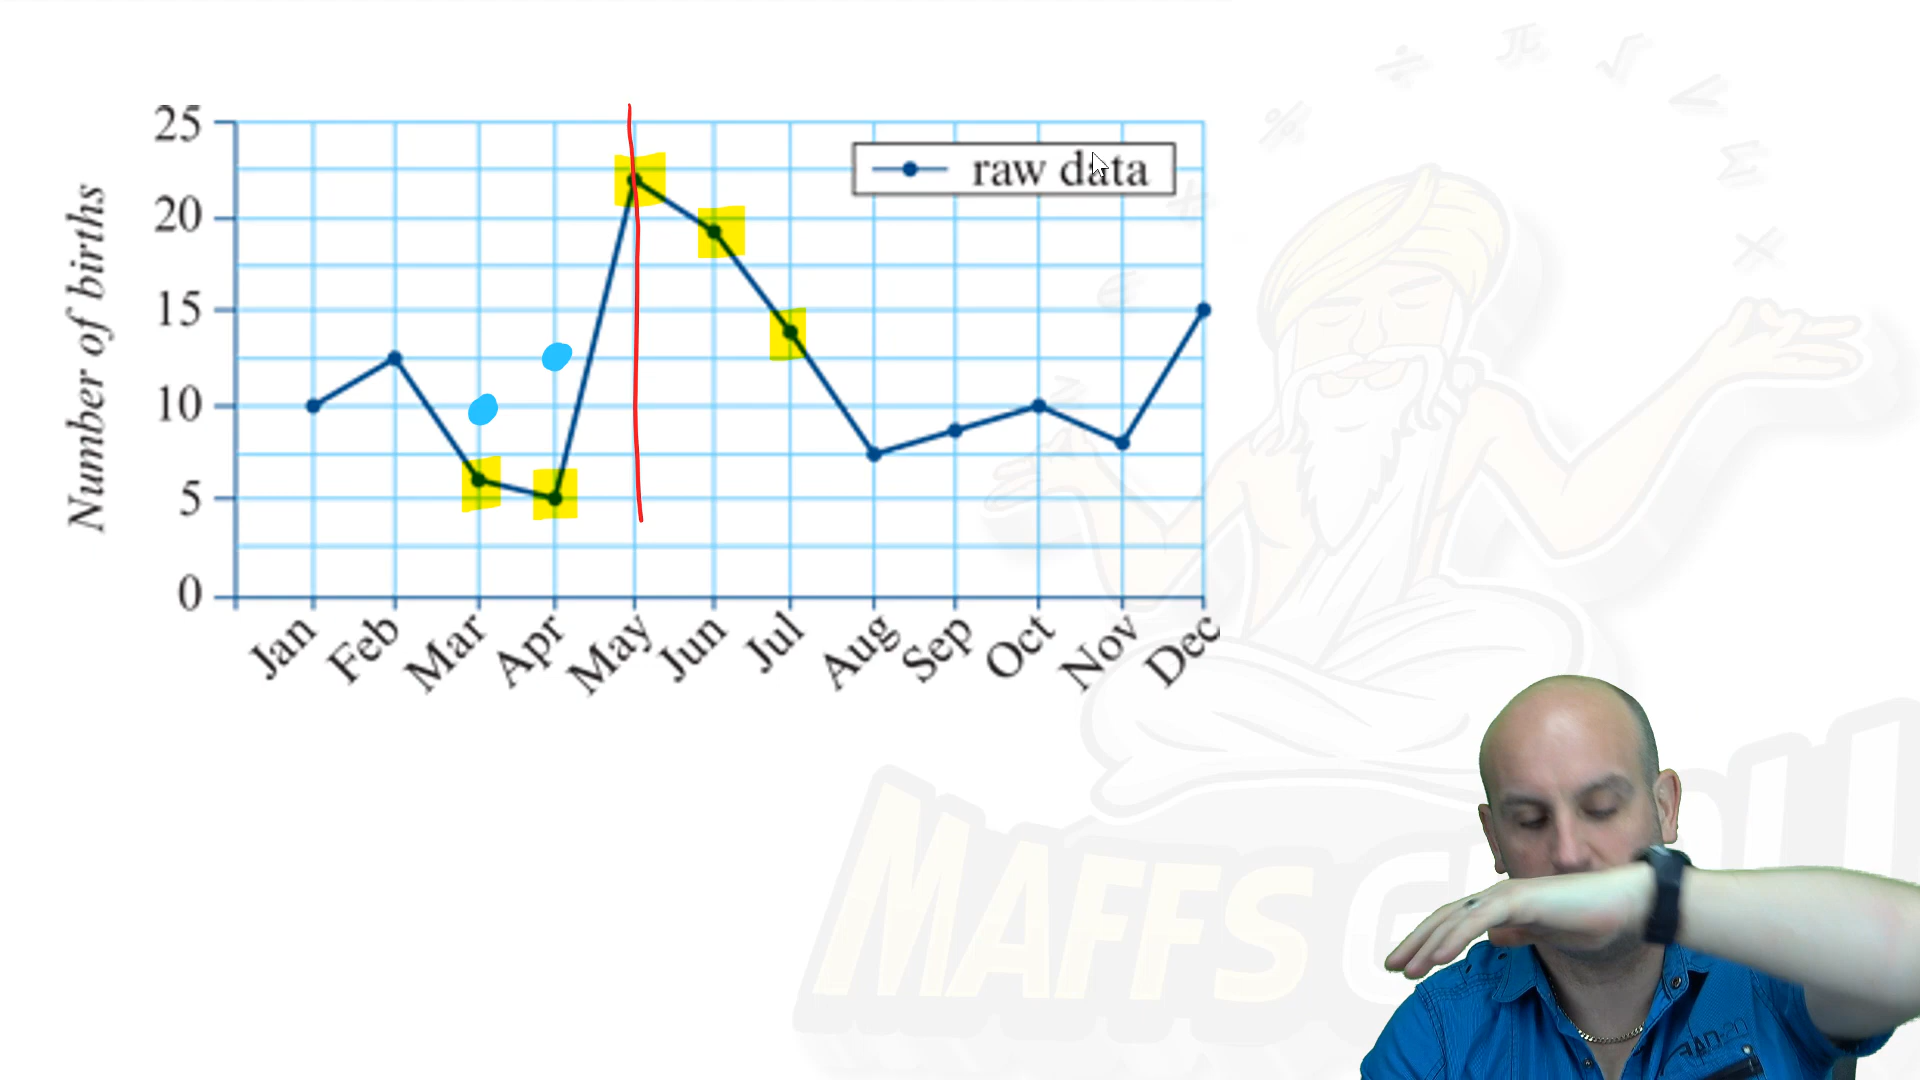 25
20
15
10
5
0
Number of births
raw data
Jan
Feb
Mar
Apr
May
Jun
Jul
Aug
Sep
Oct
Nov
Dec
% ÷ π √ < Σ
MAFFS G